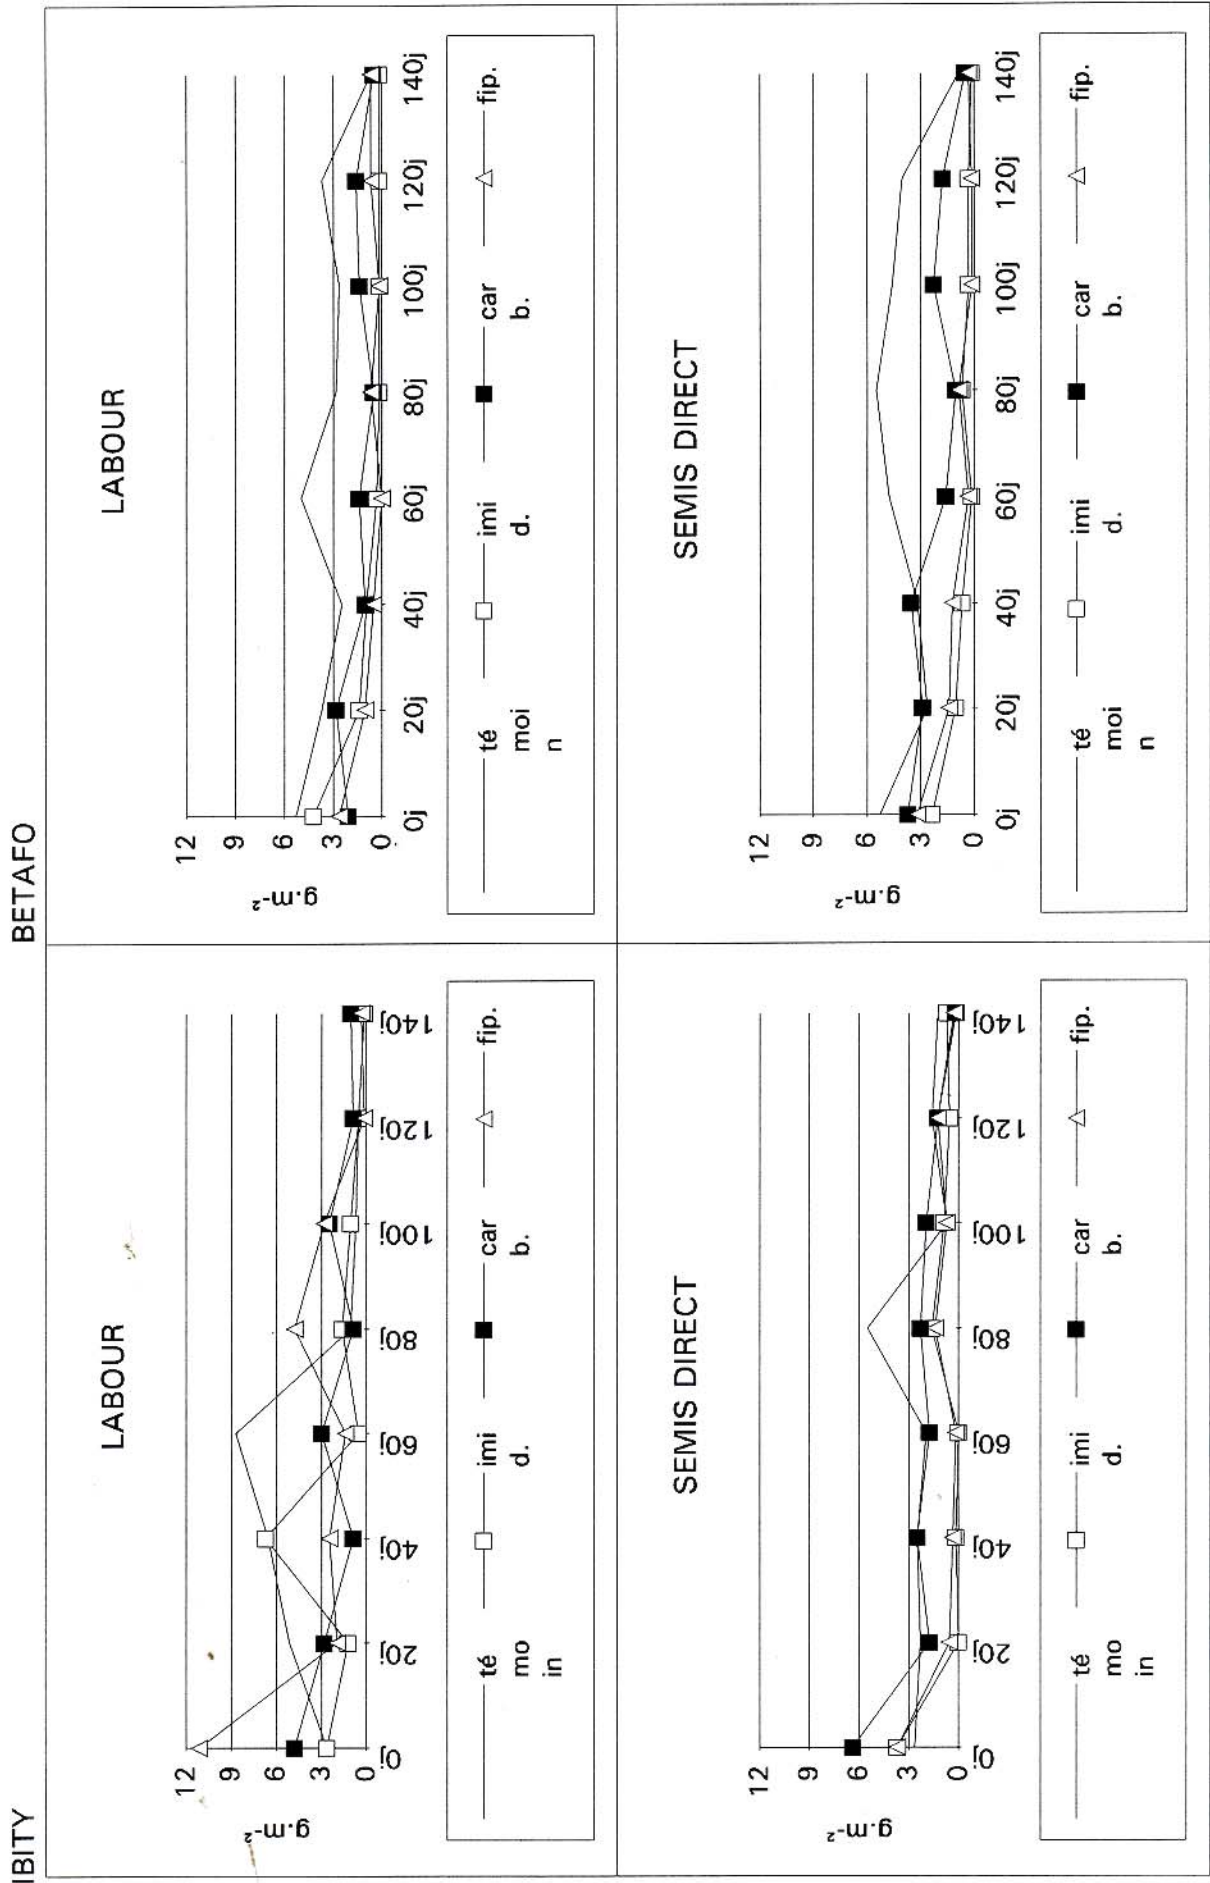 IBITY
BETAFO
LABOUR
12
9
6
3
0
g.m-²
0j
20j
40j
60j
80j
100j
120j
140j
té
mo
in
imi
d.
car
b.
fip.
LABOUR
12
9
6
3
0
g.m-²
0j
20j
40j
60j
80j
100j
120j
140j
té
moi
n
imi
d.
car
b.
fip.
SEMIS DIRECT
12
9
6
3
0
g.m-²
0j
20j
40j
60j
80j
100j
120j
140j
té
mo
in
imi
d.
car
b.
fip.
SEMIS DIRECT
12
9
6
3
0
g.m-²
0j
20j
40j
60j
80j
100j
120j
140j
té
moi
n
imi
d.
car
b.
fip.